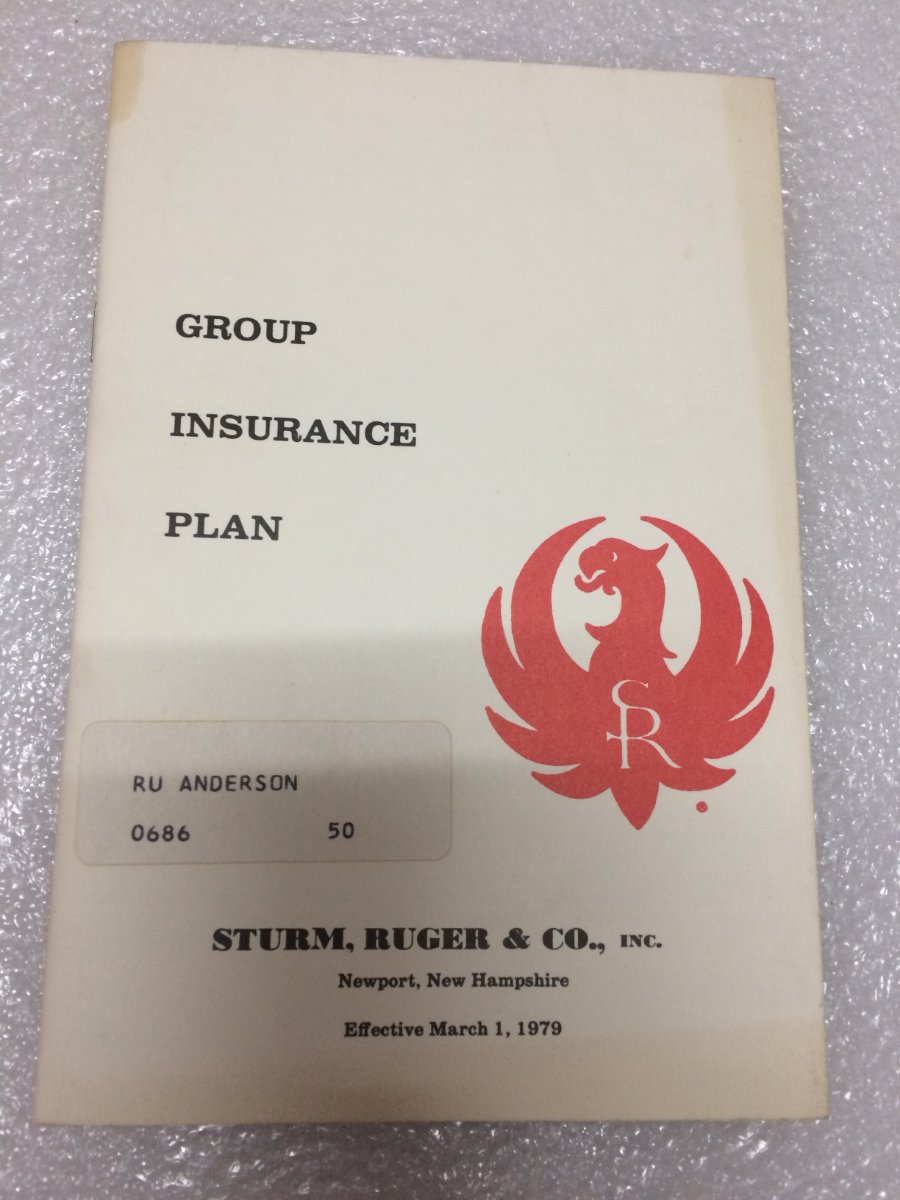 GROUP
INSURANCE
PLAN
SR
RU ANDERSON
0686 50
STURM, RUGER & CO., INC.
Newport, New Hampshire
Effective March 1, 1979